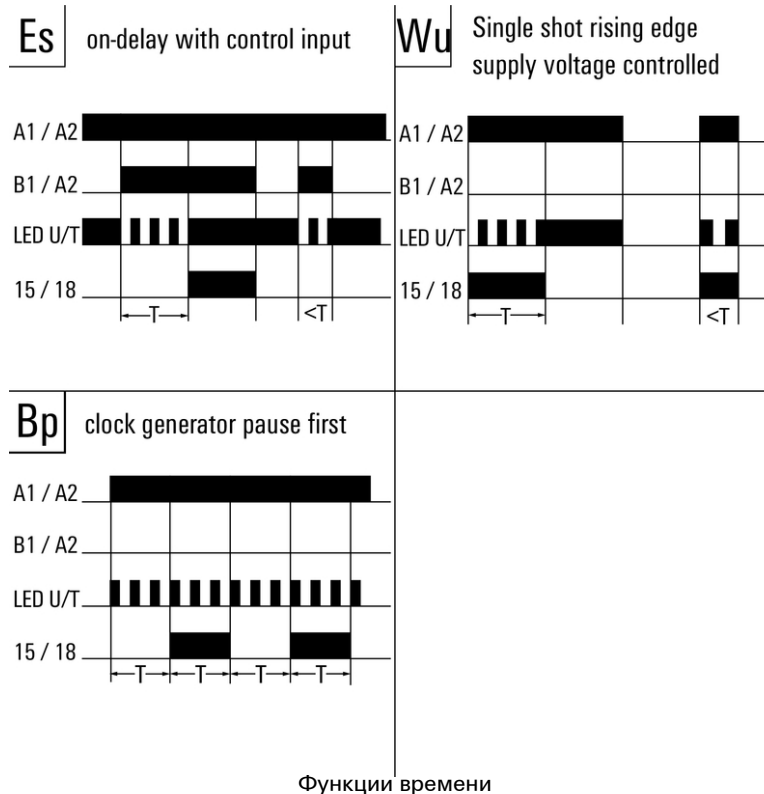 Es on-delay with control input
A1 / A2
B1 / A2
LED U/T
15 / 18
T
<T
Wu Single shot rising edge
supply voltage controlled
A1 / A2
B1 / A2
LED U/T
15 / 18
T
<T
Bp clock generator pause first
A1 / A2
B1 / A2
LED U/T
15 / 18
T T T T
Функции времени